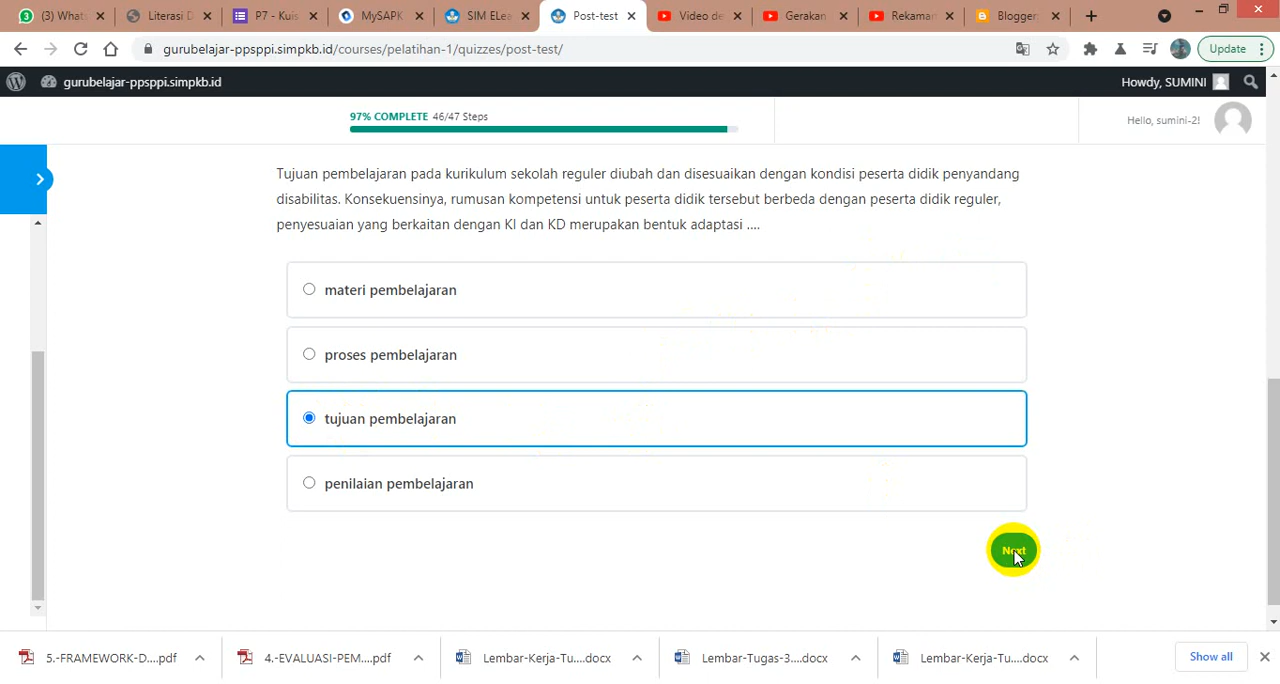 (3) Whats
Literasi D
P7 - Kuis
MySAPK
SIM ELea
Post-test
Video de
Gerakan
Rekaman
Blogger:
gurubelajar-ppsppi.simpkb.id/courses/pelatihan-1/quizzes/post-test/
Update
gurubelajar-ppsppi.simpkb.id
Howdy, SUMINI
97% COMPLETE 46/47 Steps
Hello, sumini-2!
Tujuan pembelajaran pada kurikulum sekolah reguler diubah dan disesuaikan dengan kondisi peserta didik penyandang
disabilitas. Konsekuensinya, rumusan kompetensi untuk peserta didik tersebut berbeda dengan peserta didik reguler,
penyesuaian yang berkaitan dengan KI dan KD merupakan bentuk adaptasi ....
materi pembelajaran
proses pembelajaran
tujuan pembelajaran
penilaian pembelajaran
Next
5.-FRAMEWORK-D....pdf
4.-EVALUASI-PEM....pdf
Lembar-Kerja-Tu....docx
Lembar-Tugas-3....docx
Lembar-Kerja-Tu....docx
Show all